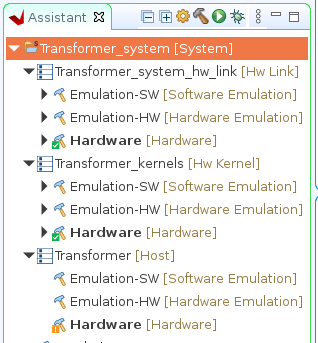 Assistant
Transformer_system [System]
Transformer_system_hw_link [Hw Link]
Emulation-SW [Software Emulation]
Emulation-HW [Hardware Emulation]
Hardware [Hardware]
Transformer_kernels [Hw Kernel]
Emulation-SW [Software Emulation]
Emulation-HW [Hardware Emulation]
Hardware [Hardware]
Transformer [Host]
Emulation-SW [Software Emulation]
Emulation-HW [Hardware Emulation]
Hardware [Hardware]